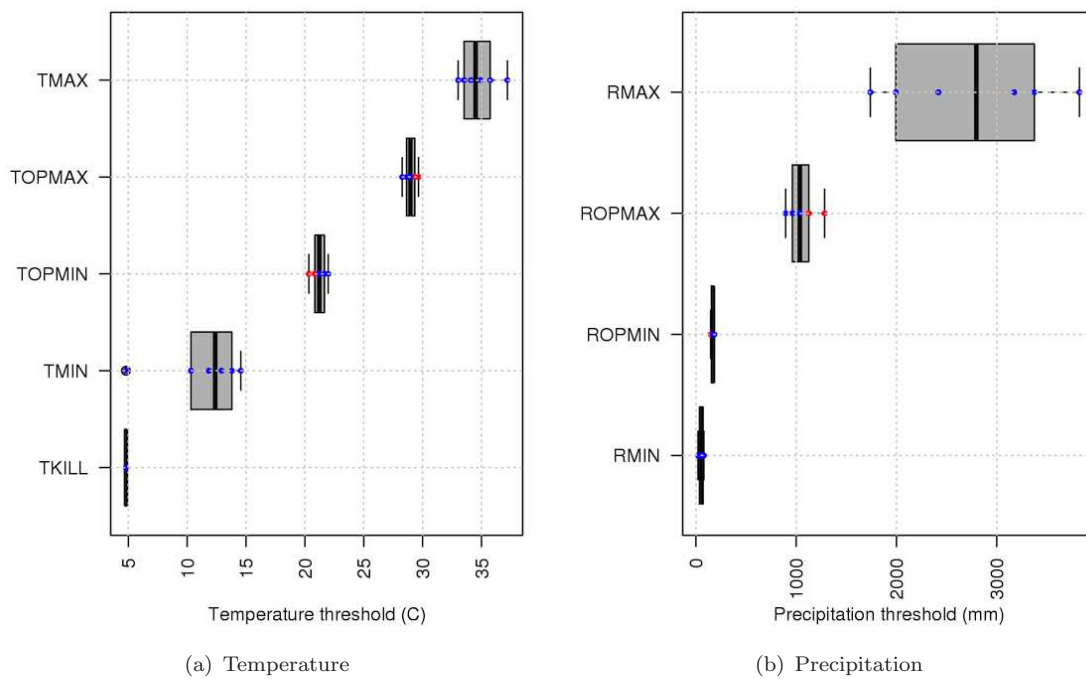 TMAX
TOPMAX
TOPMIN
TMIN
TKILL
5
10
15
20
25
30
35
Temperature threshold (C)
(a) Temperature
RMAX
ROPMAX
ROPMIN
RMIN
0
1000
2000
3000
Precipitation threshold (mm)
(b) Precipitation